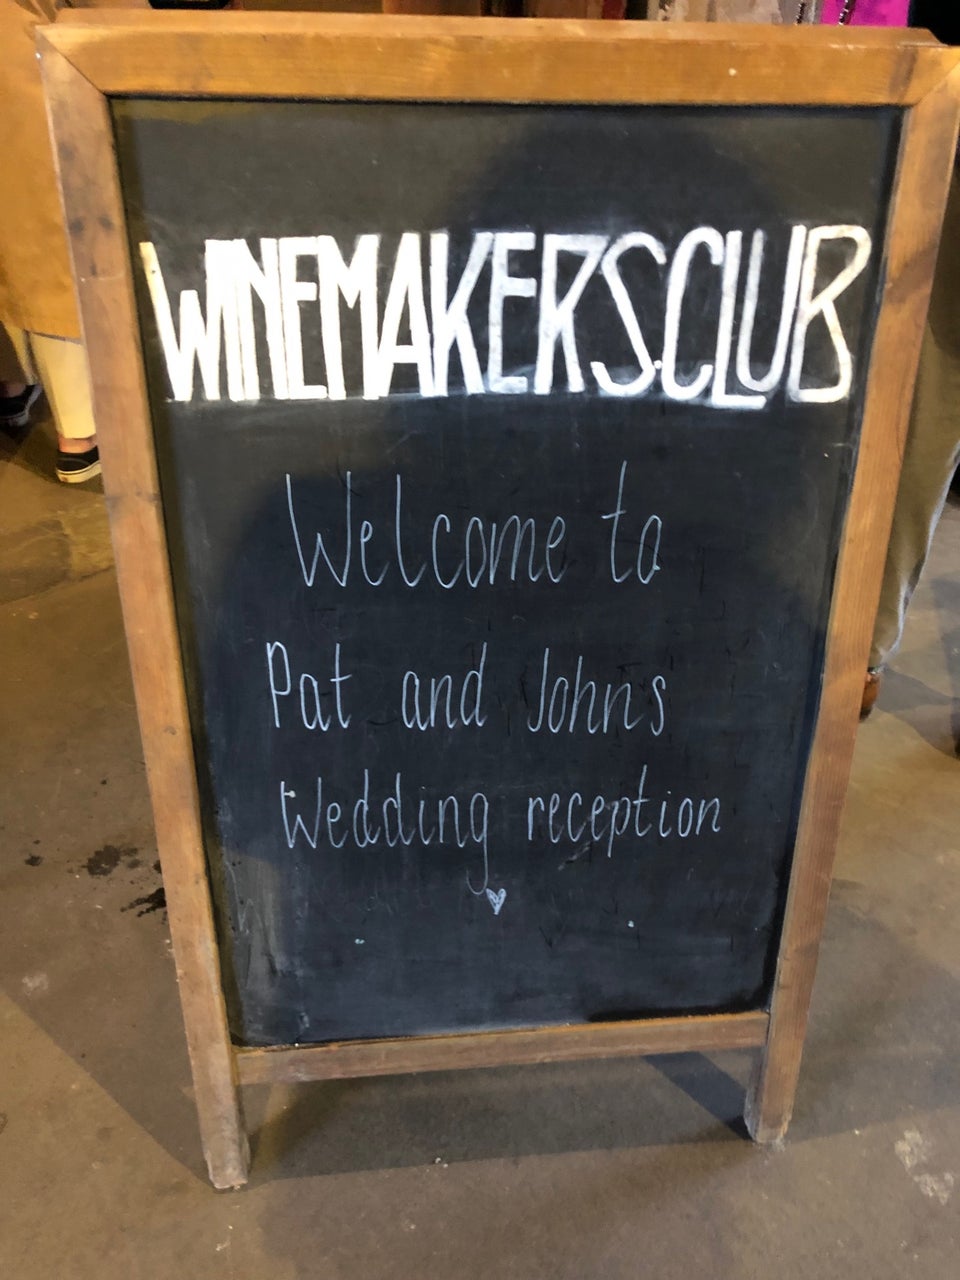 WINEMAKERSCLUB
Welcome to
Pat and John's
Wedding reception